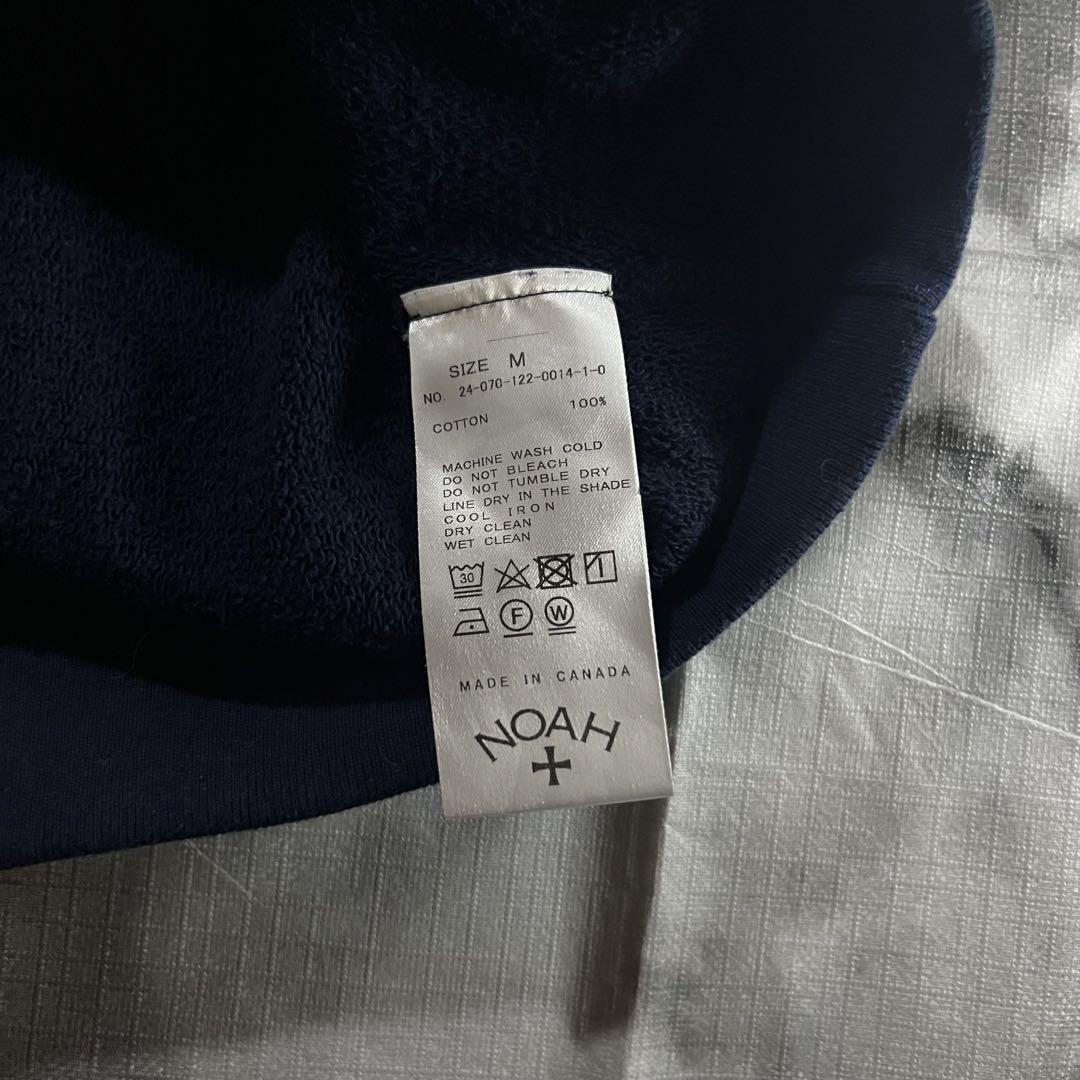 SIZE M
NO. 24-070-122-0014-1-0
COTTON 100%
MACHINE WASH COLD
DO NOT BLEACH
DO NOT TUMBLE DRY
LINE DRY IN THE SHADE
COOL IRON
DRY CLEAN
WET CLEAN
30
F W
MADE IN CANADA
NOAH